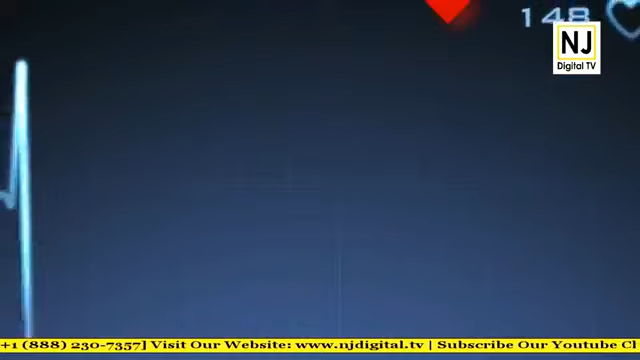 148
NJ
Digital TV
+1 (888) 230-7357] Visit Our Website: www.njdigital.tv | Subscribe Our Youtube